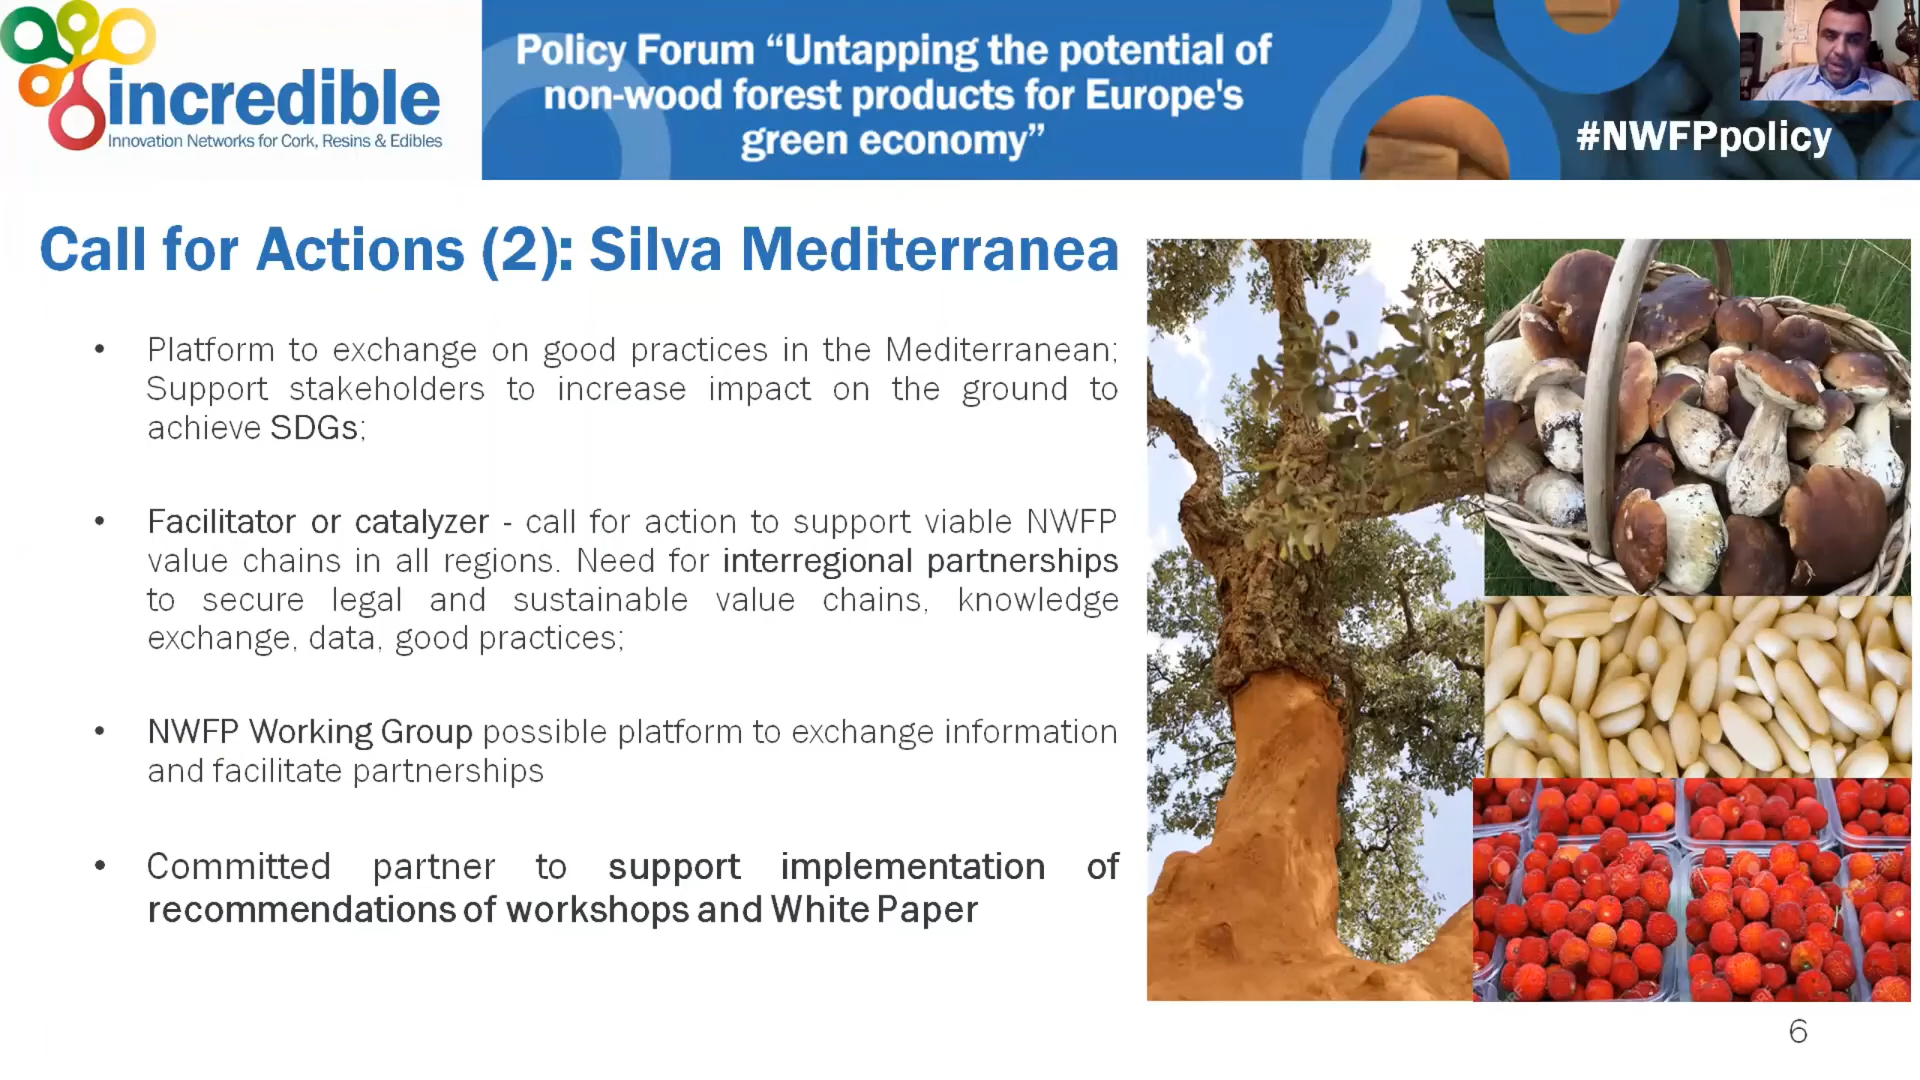 incredible
Innovation Networks for Cork, Resins & Edibles
Policy Forum “Untapping the potential of
non-wood forest products for Europe's
green economy”
#NWFPpolicy
Call for Actions (2): Silva Mediterranea
• Platform to exchange on good practices in the Mediterranean;
Support stakeholders to increase impact on the ground to
achieve SDGs;
• Facilitator or catalyzer - call for action to support viable NWFP
value chains in all regions. Need for interregional partnerships
to secure legal and sustainable value chains, knowledge
exchange, data, good practices;
• NWFP Working Group possible platform to exchange information
and facilitate partnerships
• Committed partner to support implementation of
recommendations of workshops and White Paper
6